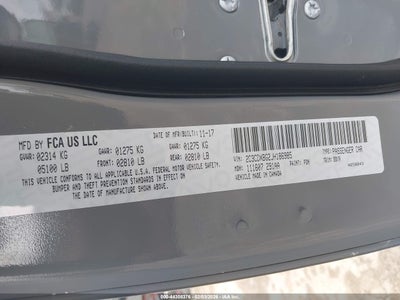 MFD BY FCA US LLC
DATE OF MFR/BUILT: 11-17
GVWR: 02314 KG
05100 LB
GAWR: 01275 KG
FRONT: 02810 LB
GAWR: 01275 KG
REAR: 02810 LB
THIS VEHICLE CONFORMS TO ALL APPLICABLE U.S.A. FEDERAL MOTOR VEHICLE SAFETY,
BUMPER AND THEFT PREVENTION STANDARDS IN EFFECT ON
THE DATE OF MANUFACTURE SHOWN ABOVE.
TYPE: PASSENGER CAR
PAINT: PDN
VEHICLE MADE IN CANADA